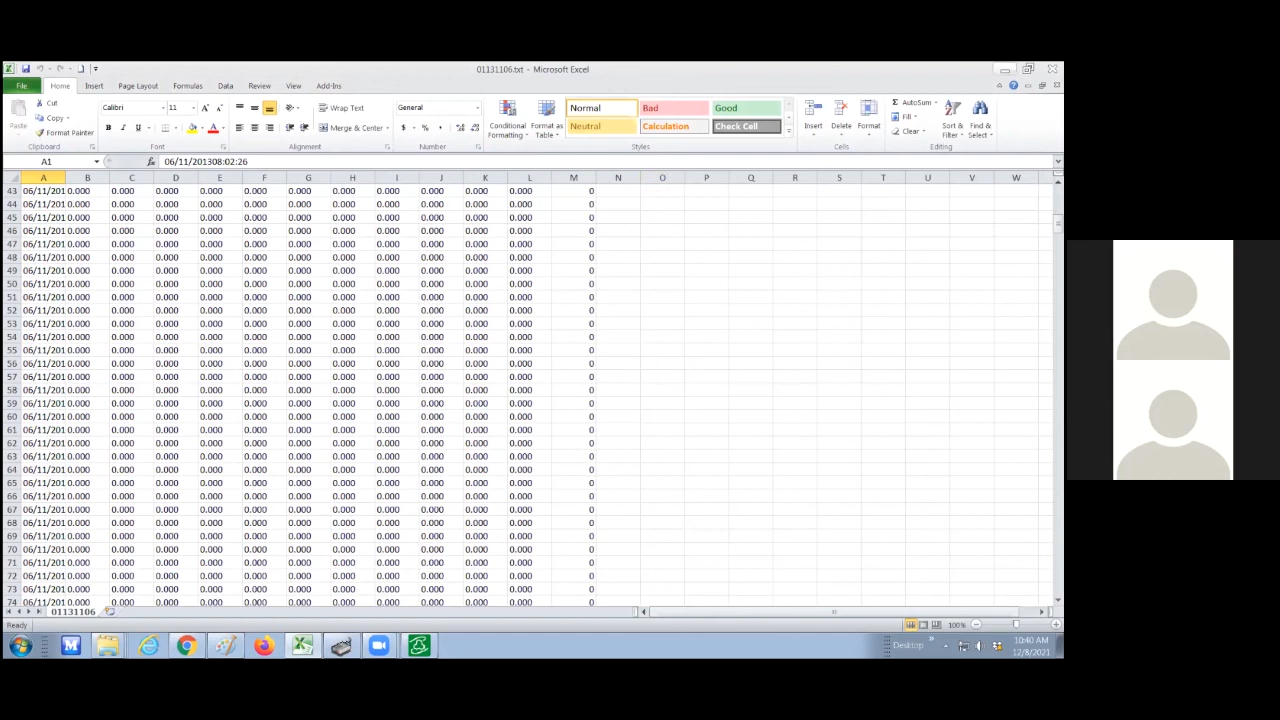 01131106.txt - Microsoft Excel
File Home Insert Page Layout Formulas Data Review View Add-Ins
Cut
Copy
Paste
Format Painter
Calibri 11
B I U A
Wrap Text
Merge & Center
General
$ % ,
Conditional Formatting
Format as Table
Normal Bad Good
Neutral Calculation Check Cell
Insert Delete Format
AutoSum
Fill
Clear
Sort & Filter
Find & Select
Clipboard Font Alignment Number Styles Cells Editing
A1 fx 06/11/201308:02:26
A B C D E F G H I J K L M N O P Q R S T U V W
43 06/11/201 0.000 0.000 0.000 0.000 0.000 0.000 0.000 0.000 0.000 0.000 0.000 0
44 06/11/201 0.000 0.000 0.000 0.000 0.000 0.000 0.000 0.000 0.000 0.000 0.000 0
45 06/11/201 0.000 0.000 0.000 0.000 0.000 0.000 0.000 0.000 0.000 0.000 0.000 0
46 06/11/201 0.000 0.000 0.000 0.000 0.000 0.000 0.000 0.000 0.000 0.000 0.000 0
47 06/11/201 0.000 0.000 0.000 0.000 0.000 0.000 0.000 0.000 0.000 0.000 0.000 0
48 06/11/201 0.000 0.000 0.000 0.000 0.000 0.000 0.000 0.000 0.000 0.000 0.000 0
49 06/11/201 0.000 0.000 0.000 0.000 0.000 0.000 0.000 0.000 0.000 0.000 0.000 0
50 06/11/201 0.000 0.000 0.000 0.000 0.000 0.000 0.000 0.000 0.000 0.000 0.000 0
51 06/11/201 0.000 0.000 0.000 0.000 0.000 0.000 0.000 0.000 0.000 0.000 0.000 0
52 06/11/201 0.000 0.000 0.000 0.000 0.000 0.000 0.000 0.000 0.000 0.000 0.000 0
53 06/11/201 0.000 0.000 0.000 0.000 0.000 0.000 0.000 0.000 0.000 0.000 0.000 0
54 06/11/201 0.000 0.000 0.000 0.000 0.000 0.000 0.000 0.000 0.000 0.000 0.000 0
55 06/11/201 0.000 0.000 0.000 0.000 0.000 0.000 0.000 0.000 0.000 0.000 0.000 0
56 06/11/201 0.000 0.000 0.000 0.000 0.000 0.000 0.000 0.000 0.000 0.000 0.000 0
57 06/11/201 0.000 0.000 0.000 0.000 0.000 0.000 0.000 0.000 0.000 0.000 0.000 0
58 06/11/201 0.000 0.000 0.000 0.000 0.000 0.000 0.000 0.000 0.000 0.000 0.000 0
59 06/11/201 0.000 0.000 0.000 0.000 0.000 0.000 0.000 0.000 0.000 0.000 0.000 0
60 06/11/201 0.000 0.000 0.000 0.000 0.000 0.000 0.000 0.000 0.000 0.000 0.000 0
61 06/11/201 0.000 0.000 0.000 0.000 0.000 0.000 0.000 0.000 0.000 0.000 0.000 0
62 06/11/201 0.000 0.000 0.000 0.000 0.000 0.000 0.000 0.000 0.000 0.000 0.000 0
63 06/11/201 0.000 0.000 0.000 0.000 0.000 0.000 0.000 0.000 0.000 0.000 0.000 0
64 06/11/201 0.000 0.000 0.000 0.000 0.000 0.000 0.000 0.000 0.000 0.000 0.000 0
65 06/11/201 0.000 0.000 0.000 0.000 0.000 0.000 0.000 0.000 0.000 0.000 0.000 0
66 06/11/201 0.000 0.000 0.000 0.000 0.000 0.000 0.000 0.000 0.000 0.000 0.000 0
67 06/11/201 0.000 0.000 0.000 0.000 0.000 0.000 0.000 0.000 0.000 0.000 0.000 0
68 06/11/201 0.000 0.000 0.000 0.000 0.000 0.000 0.000 0.000 0.000 0.000 0.000 0
69 06/11/201 0.000 0.000 0.000 0.000 0.000 0.000 0.000 0.000 0.000 0.000 0.000 0
70 06/11/201 0.000 0.000 0.000 0.000 0.000 0.000 0.000 0.000 0.000 0.000 0.000 0
71 06/11/201 0.000 0.000 0.000 0.000 0.000 0.000 0.000 0.000 0.000 0.000 0.000 0
72 06/11/201 0.000 0.000 0.000 0.000 0.000 0.000 0.000 0.000 0.000 0.000 0.000 0
73 06/11/201 0.000 0.000 0.000 0.000 0.000 0.000 0.000 0.000 0.000 0.000 0.000 0
74 06/11/201 0.000 0.000 0.000 0.000 0.000 0.000 0.000 0.000 0.000 0.000 0.000 0
01131106
Ready 100%
Desktop » 10:40 AM
12/8/2021